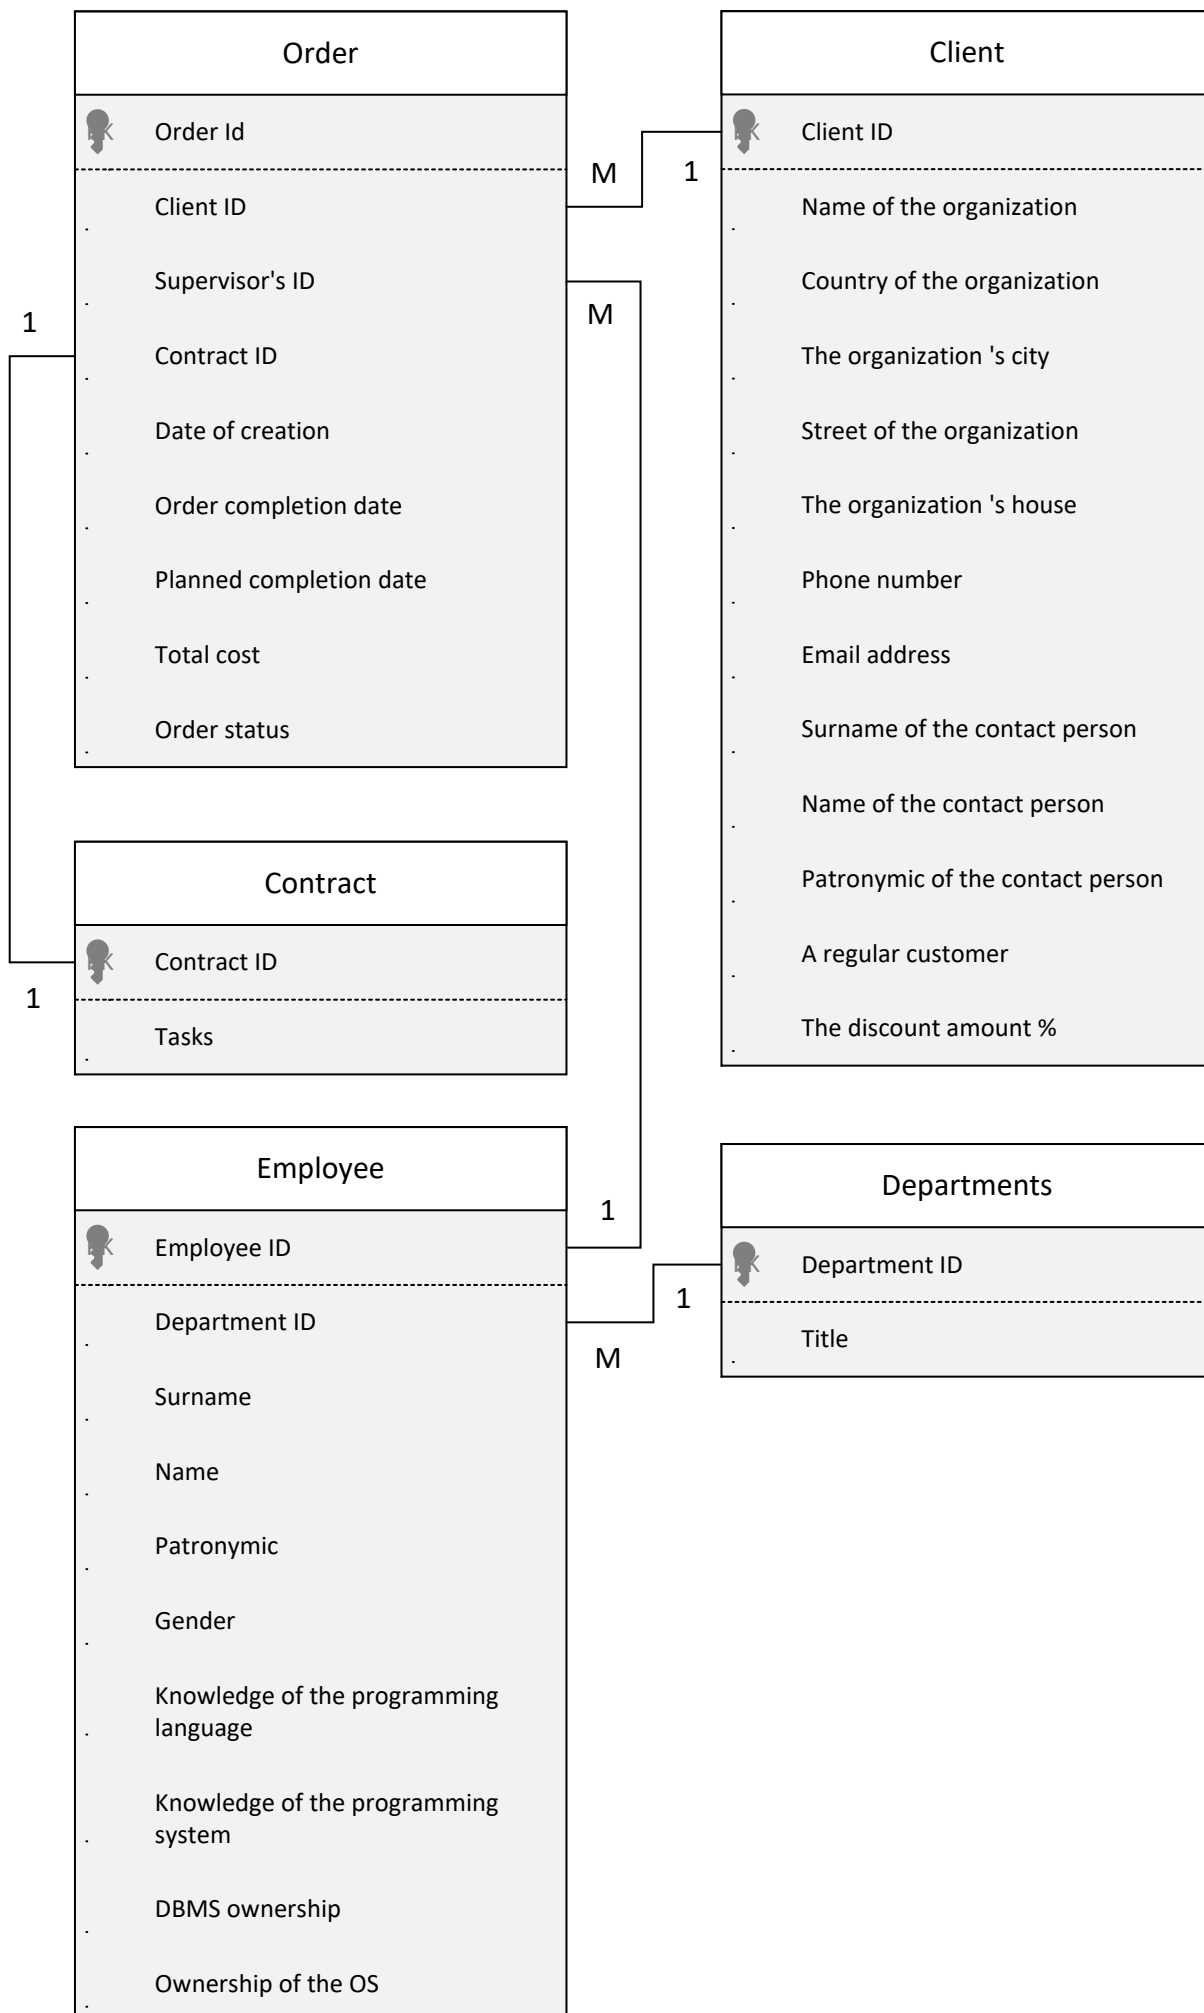 Order
PK Order Id
Client ID
Supervisor's ID
Contract ID
Date of creation
Order completion date
Planned completion date
Total cost
Order status
M
1
M
1
Client
PK Client ID
Name of the organization
Country of the organization
The organization 's city
Street of the organization
The organization 's house
Phone number
Email address
Surname of the contact person
Name of the contact person
Patronymic of the contact person
A regular customer
The discount amount %
Contract
PK Contract ID
Tasks
1
Employee
PK Employee ID
Department ID
Surname
Name
Patronymic
Gender
Knowledge of the programming
language
Knowledge of the programming
system
DBMS ownership
Ownership of the OS
1
1
M
Departments
PK Department ID
Title